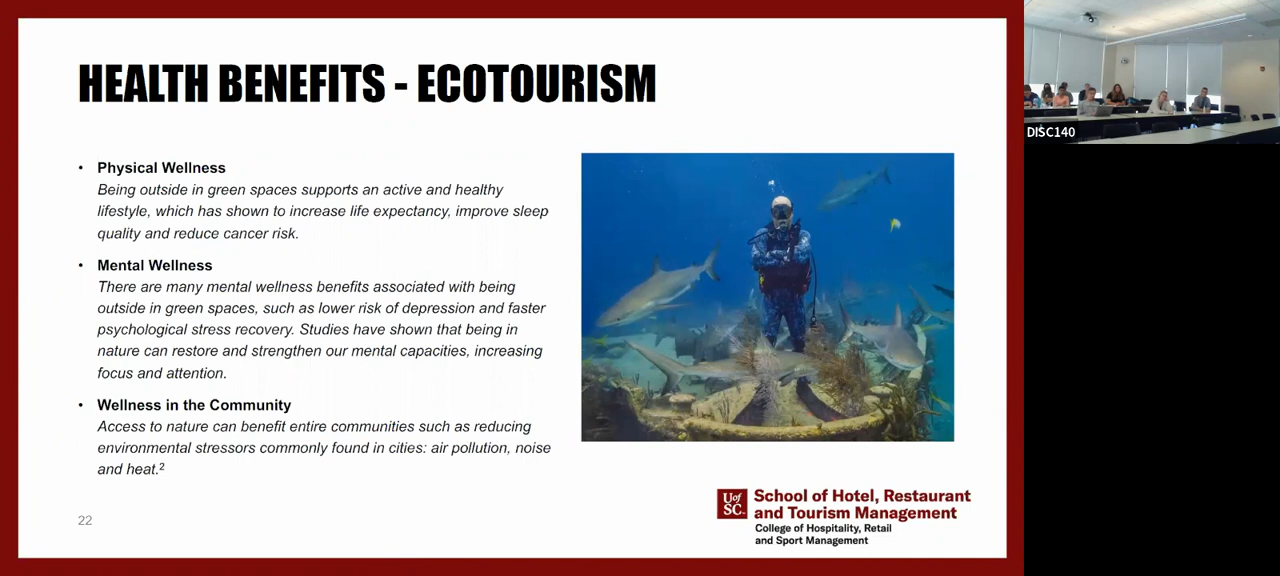 HEALTH BENEFITS - ECOTOURISM
• Physical Wellness
Being outside in green spaces supports an active and healthy
lifestyle, which has shown to increase life expectancy, improve sleep
quality and reduce cancer risk.
• Mental Wellness
There are many mental wellness benefits associated with being
outside in green spaces, such as lower risk of depression and faster
psychological stress recovery. Studies have shown that being in
nature can restore and strengthen our mental capacities, increasing
focus and attention.
• Wellness in the Community
Access to nature can benefit entire communities such as reducing
environmental stressors commonly found in cities: air pollution, noise
and heat.²
22
UofSC
School of Hotel, Restaurant
and Tourism Management
College of Hospitality, Retail
and Sport Management
DISC140